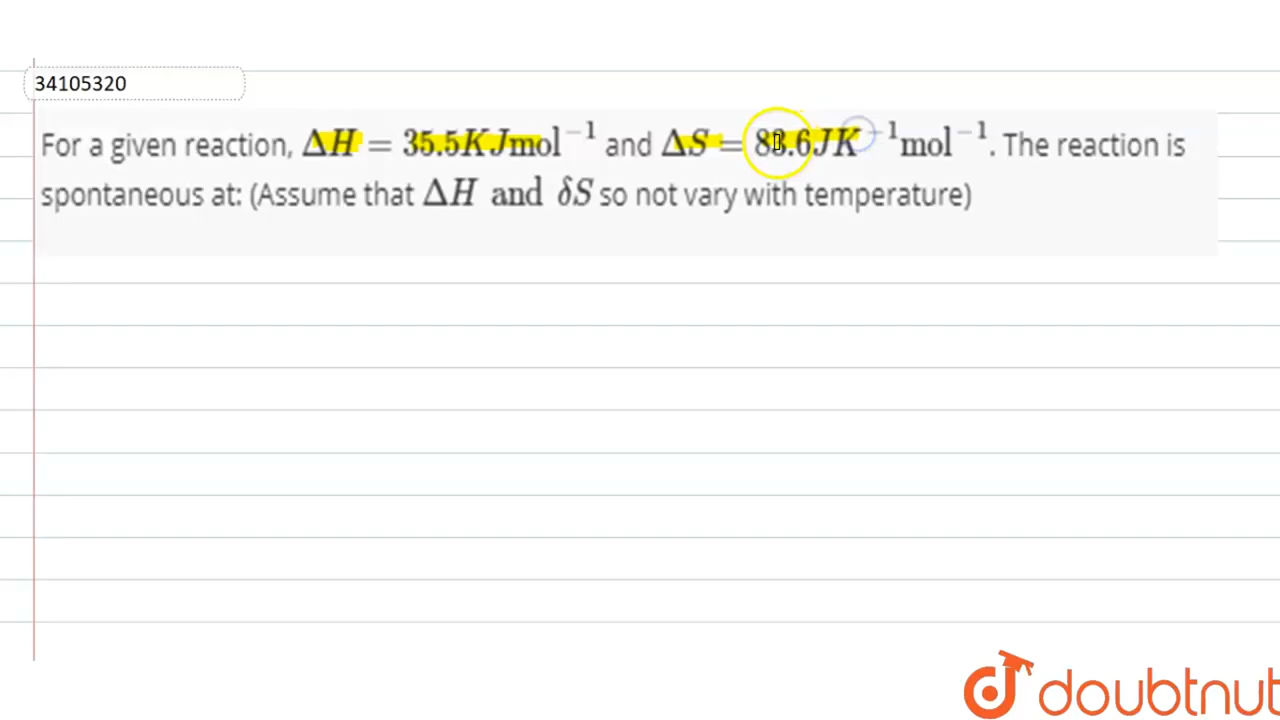 34105320
For a given reaction, ΔH = 35.5KJmol⁻¹ and ΔS = 83.6JK⁻¹mol⁻¹. The reaction is
spontaneous at: (Assume that ΔH and δS so not vary with temperature)
doubtnut